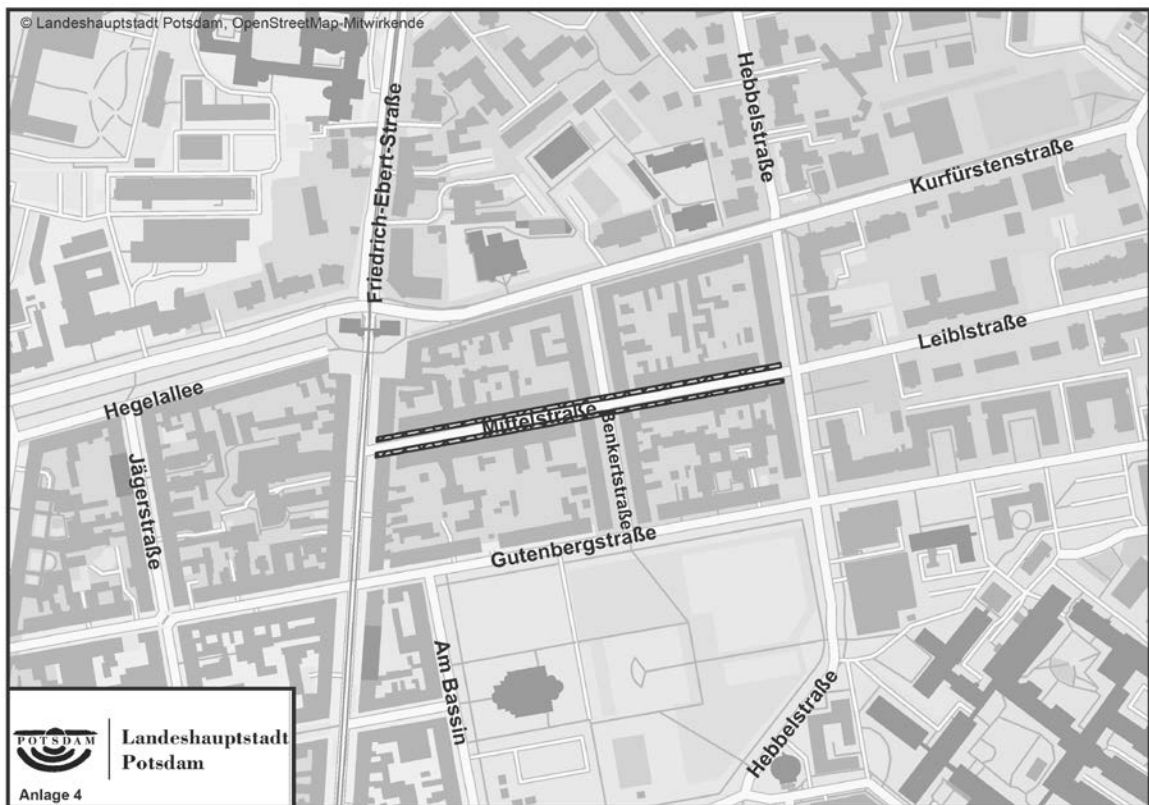 © Landeshauptstadt Potsdam, OpenStreetMap-Mitwirkende
Hebbelstraße
Friedrich-Ebert-Straße
Kurfürstenstraße
Leiblstraße
Hegelallee
Mittelstraße
Benkertstraße
Jägerstraße
Gutenbergstraße
Am Bassin
Hebbelstraße
POTSDAM
Landeshauptstadt
Potsdam
Anlage 4